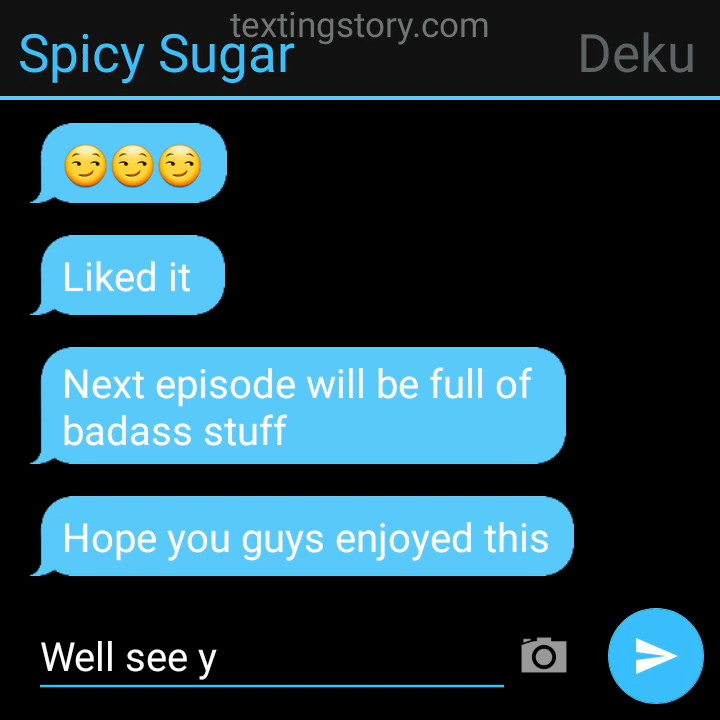 textingstory.com
Spicy Sugar
Deku
😏😏😏
Liked it
Next episode will be full of
badass stuff
Hope you guys enjoyed this
Well see y